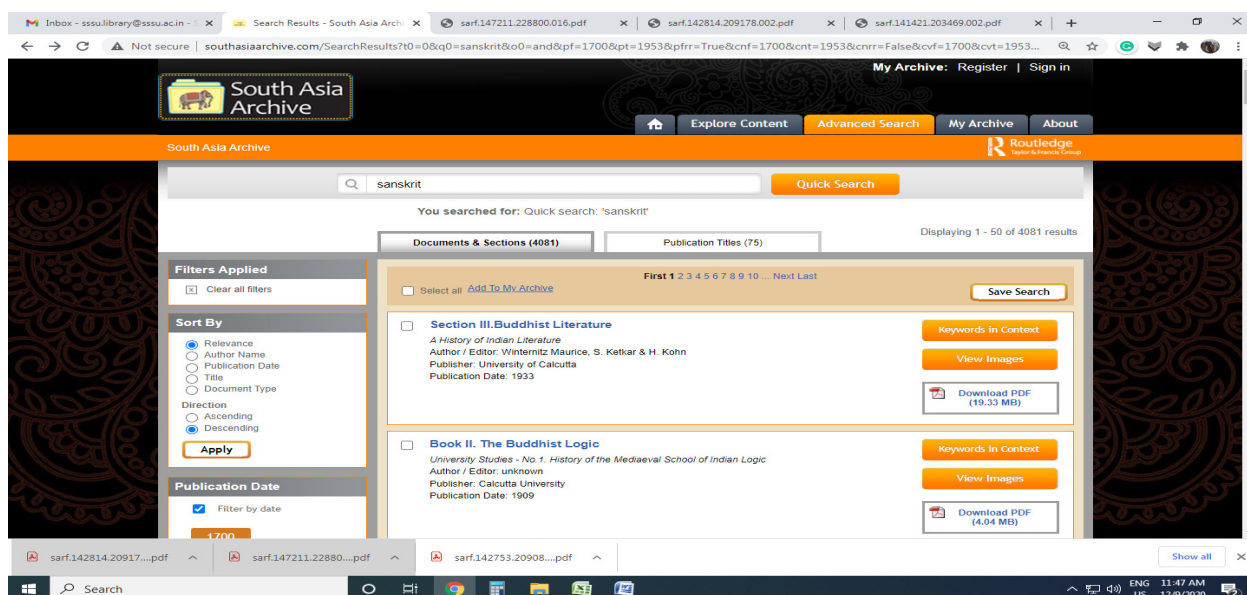 Inbox - sssu.library@sssu.ac.in - S
Search Results - South Asia Archi
sarf.147211.228800.016.pdf
sarf.142814.209178.002.pdf
sarf.141421.203469.002.pdf
Not secure | southasiaarchive.com/SearchResults?t0=0&q0=sanskrit&o0=and&pf=1700&pt=1953&pfrr=True&cnf=1700&cnt=1953&cnrr=False&cvf=1700&cvt=1953...
My Archive: Register | Sign in
South Asia
Archive
Explore Content
Advanced Search
My Archive
About
South Asia Archive
Routledge
Taylor & Francis Group
sanskrit
Quick Search
You searched for: Quick search: 'sanskrit'
Displaying 1 - 50 of 4081 results
Documents & Sections (4081)
Publication Titles (75)
Filters Applied
Clear all filters
Sort By
Relevance
Author Name
Publication Date
Title
Document Type
Direction
Ascending
Descending
Apply
Publication Date
Filter by date
1700
First 1 2 3 4 5 6 7 8 9 10 ... Next Last
Select all Add To My Archive
Save Search
Section III.Buddhist Literature
A History of Indian Literature
Author / Editor: Winternitz Maurice, S. Ketkar & H. Kohn
Publisher: University of Calcutta
Publication Date: 1933
Keywords in Context
View Images
Download PDF
(19.33 MB)
Book II. The Buddhist Logic
University Studies - No.1. History of the Mediaeval School of Indian Logic
Author / Editor: unknown
Publisher: Calcutta University
Publication Date: 1909
Keywords in Context
View Images
Download PDF
(4.04 MB)
sarf.142814.20917....pdf
sarf.147211.22880....pdf
sarf.142753.20908....pdf
Show all
Search
ENG
US
11:47 AM
12/9/2020